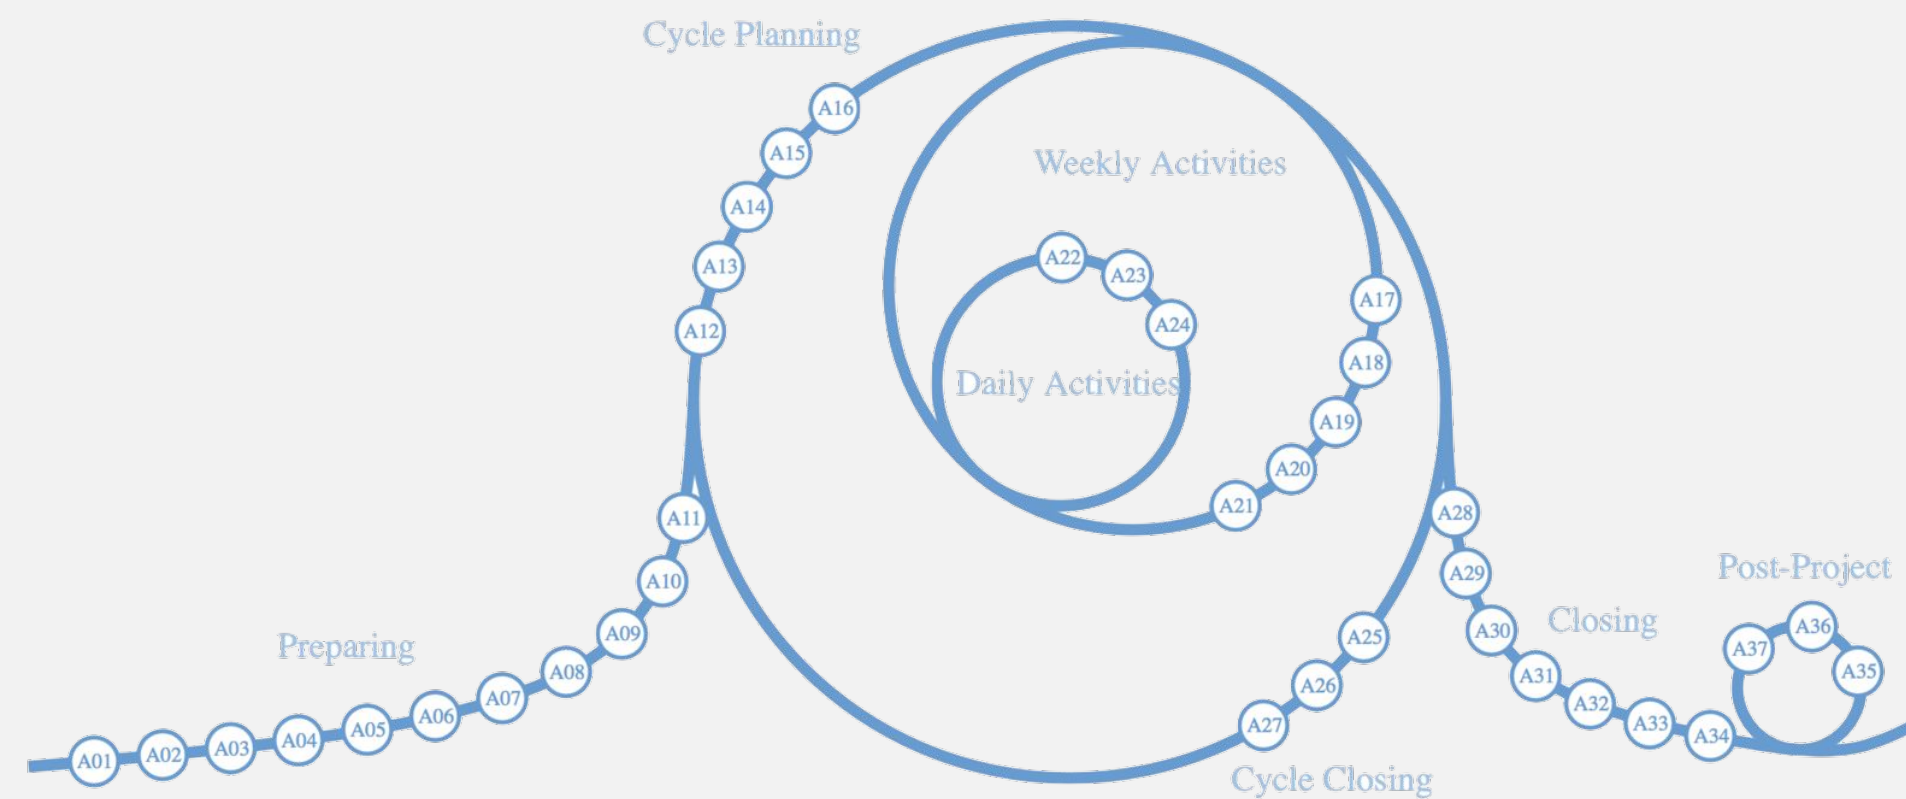 Cycle Planning
A16
A15
A14
A13
A12
A11
A10
A09
A08
A07
A06
A05
A04
A03
A02
A01
Preparing
Weekly Activities
A17
A18
A19
A20
A21
A22
A23
A24
Daily Activities
A25
A26
A27
Cycle Closing
A28
A29
A30
A31
A32
A33
A34
Closing
Post-Project
A35
A36
A37